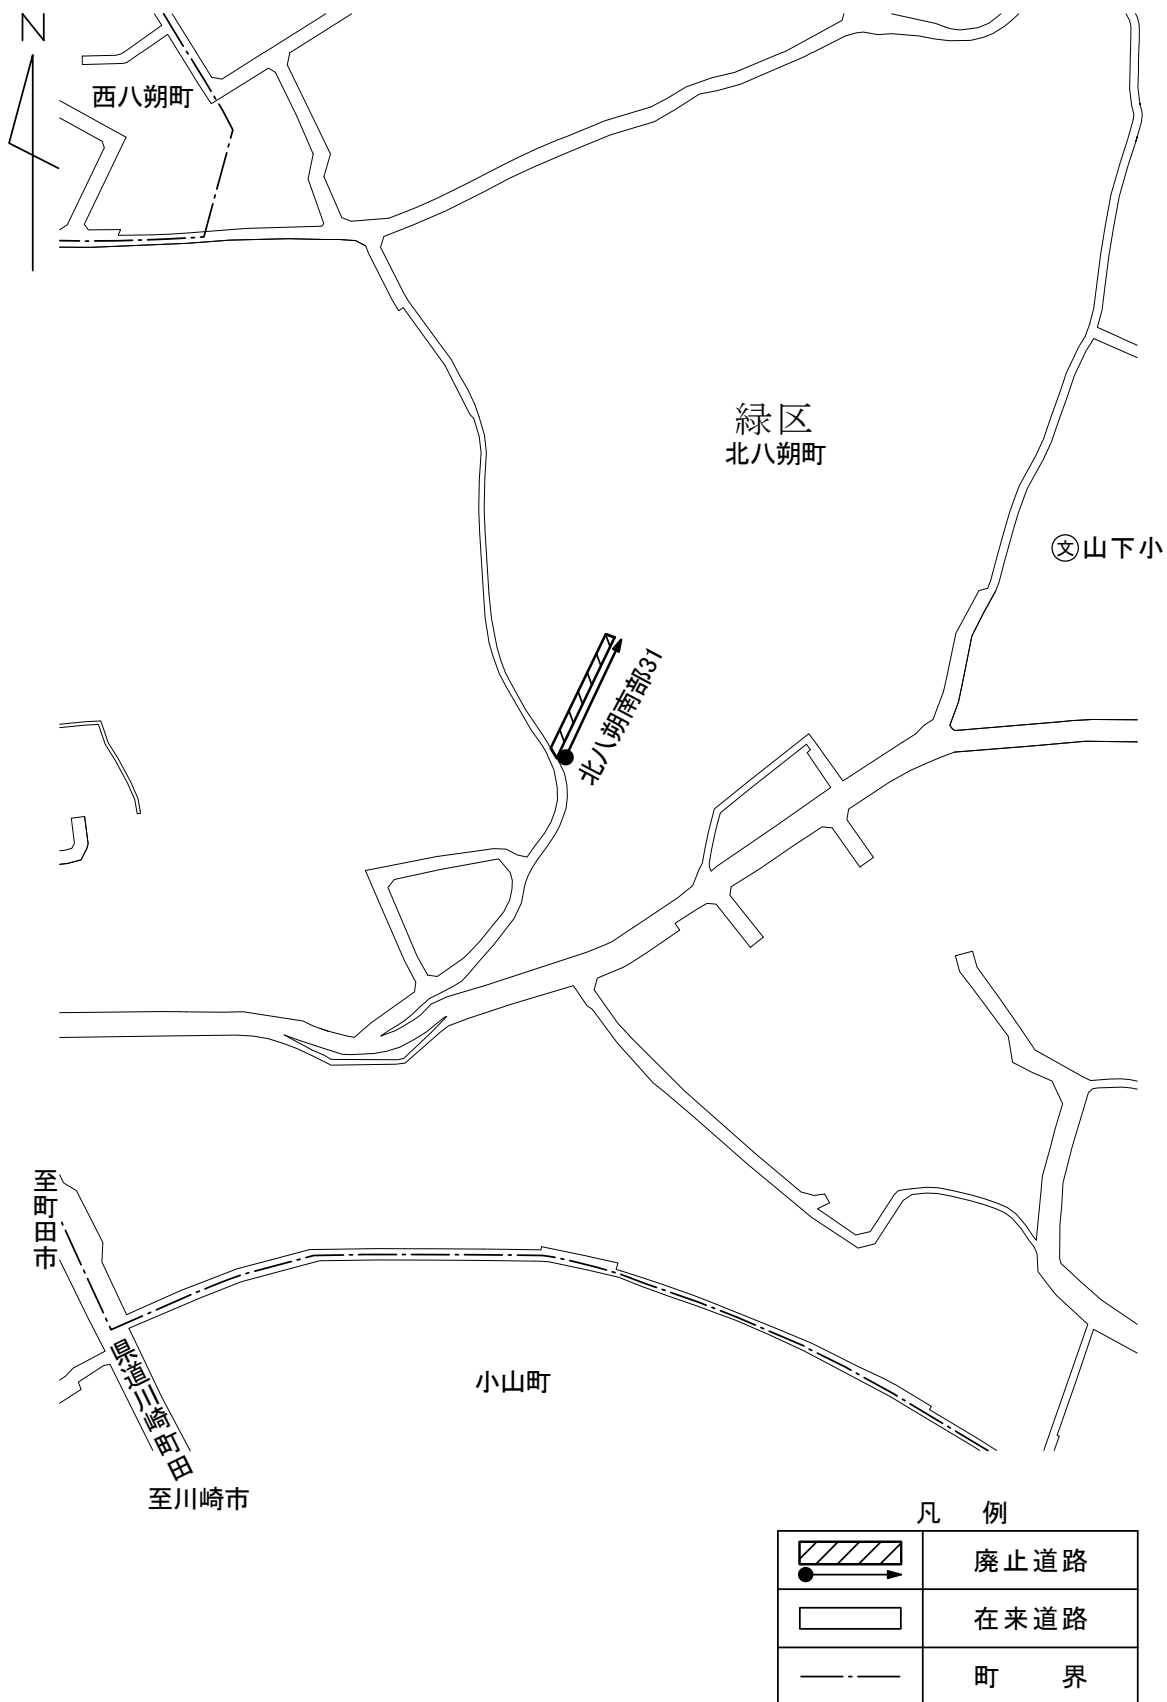 N
西八朔町
緑区
北八朔町
文山下小
北八朔南部31
至町田市
県道川崎町田
至川崎市
小山町
凡 例
廃止道路
在来道路
町 界